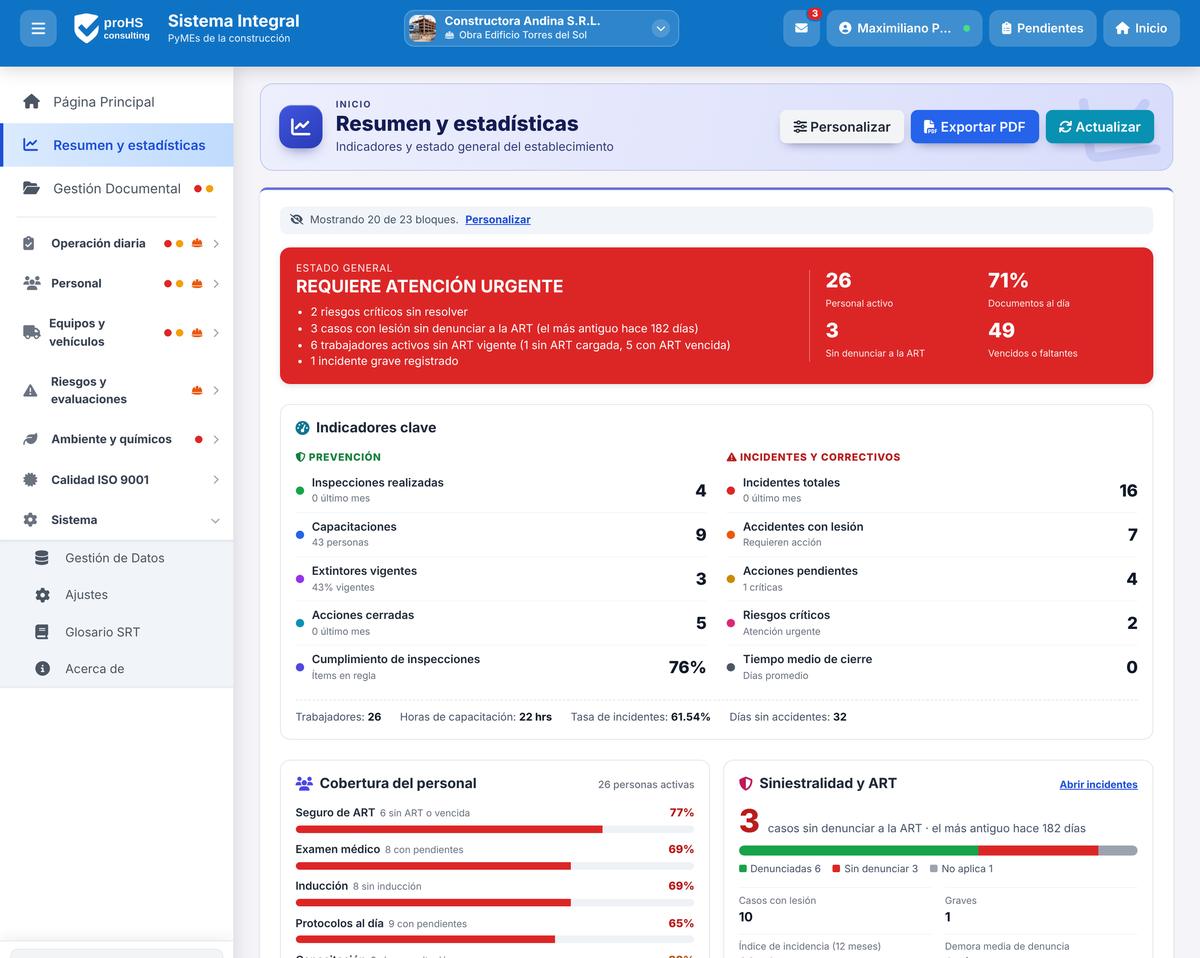 proHS
consulting
Sistema Integral
PyMEs de la construcción
Constructora Andina S.R.L.
Obra Edificio Torres del Sol
3
Maximiliano P...
Pendientes
Inicio
Página Principal
Resumen y estadísticas
Gestión Documental
Operación diaria
Personal
Equipos y
vehículos
Riesgos y
evaluaciones
Ambiente y químicos
Calidad ISO 9001
Sistema
Gestión de Datos
Ajustes
Glosario SRT
Acerca de
INICIO
Resumen y estadísticas
Indicadores y estado general del establecimiento
Personalizar
Exportar PDF
Actualizar
Mostrando 20 de 23 bloques. Personalizar
ESTADO GENERAL
REQUIERE ATENCIÓN URGENTE
• 2 riesgos críticos sin resolver
• 3 casos con lesión sin denunciar a la ART (el más antiguo hace 182 días)
• 6 trabajadores activos sin ART vigente (1 sin ART cargada, 5 con ART vencida)
• 1 incidente grave registrado
26
Personal activo
71%
Documentos al día
3
Sin denunciar a la ART
49
Vencidos o faltantes
Indicadores clave
PREVENCIÓN
Inspecciones realizadas
0 último mes
4
Capacitaciones
43 personas
9
Extintores vigentes
43% vigentes
3
Acciones cerradas
0 último mes
5
Cumplimiento de inspecciones
Ítems en regla
76%
INCIDENTES Y CORRECTIVOS
Incidentes totales
0 último mes
16
Accidentes con lesión
Requieren acción
7
Acciones pendientes
1 críticas
4
Riesgos críticos
Atención urgente
2
Tiempo medio de cierre
Días promedio
0
Trabajadores: 26 Horas de capacitación: 22 hrs Tasa de incidentes: 61.54% Días sin accidentes: 32
Cobertura del personal
26 personas activas
Seguro de ART 6 sin ART o vencida 77%
Examen médico 8 con pendientes 69%
Inducción 8 sin inducción 69%
Protocolos al día 9 con pendientes 65%
Siniestralidad y ART
Abrir incidentes
3 casos sin denunciar a la ART · el más antiguo hace 182 días
Denunciadas 6 Sin denunciar 3 No aplica 1
Casos con lesión
10
Graves
1
Índice de incidencia (12 meses)
Demora media de denuncia